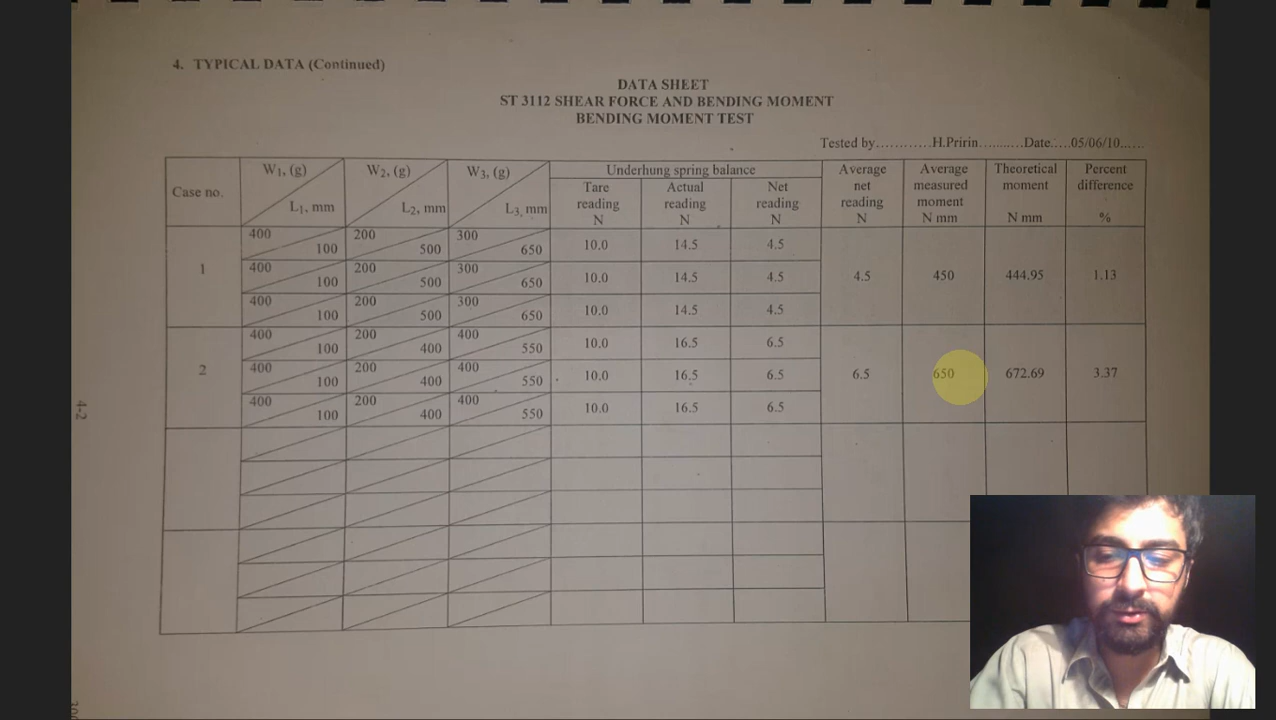 4. TYPICAL DATA (Continued)
DATA SHEET
ST 3112 SHEAR FORCE AND BENDING MOMENT
BENDING MOMENT TEST
Tested by............H.Pririn...........Date.....05/06/10......
Case no. W1, (g) L1, mm W2, (g) L2, mm W3, (g) L3, mm Underhung spring balance Tare reading N Actual reading N Net reading N Average net reading N Average measured moment N mm Theoretical moment N mm Percent difference %
1 400 100 200 500 300 650 10.0 14.5 4.5 4.5 450 444.95 1.13
400 100 200 500 300 650 10.0 14.5 4.5
400 100 200 500 300 650 10.0 14.5 4.5
2 400 100 200 400 400 550 10.0 16.5 6.5 6.5 650 672.69 3.37
400 100 200 400 400 550 10.0 16.5 6.5
400 100 200 400 400 550 10.0 16.5 6.5
4-2